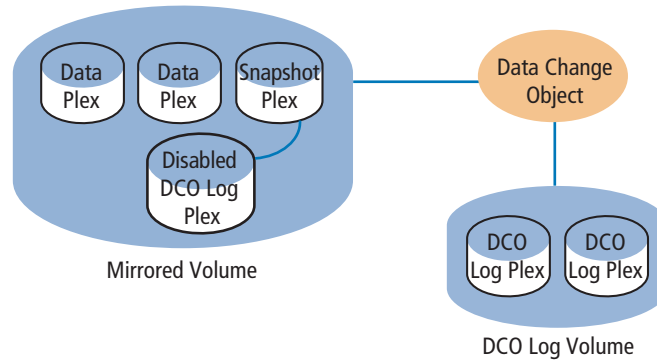 Data
Plex
Data
Plex
Snapshot
Plex
Disabled
DCO Log
Plex
Mirrored Volume
Data Change
Object
DCO
Log Plex
DCO
Log Plex
DCO Log Volume